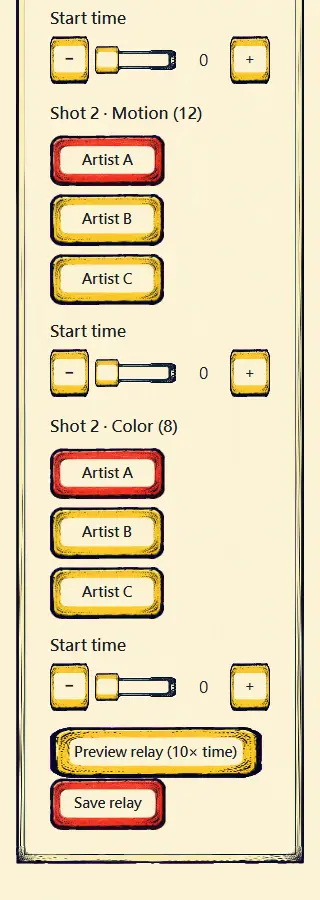 Start time
− 0 +
Shot 2 · Motion (12)
Artist A
Artist B
Artist C
Start time
− 0 +
Shot 2 · Color (8)
Artist A
Artist B
Artist C
Start time
− 0 +
Preview relay (10× time)
Save relay